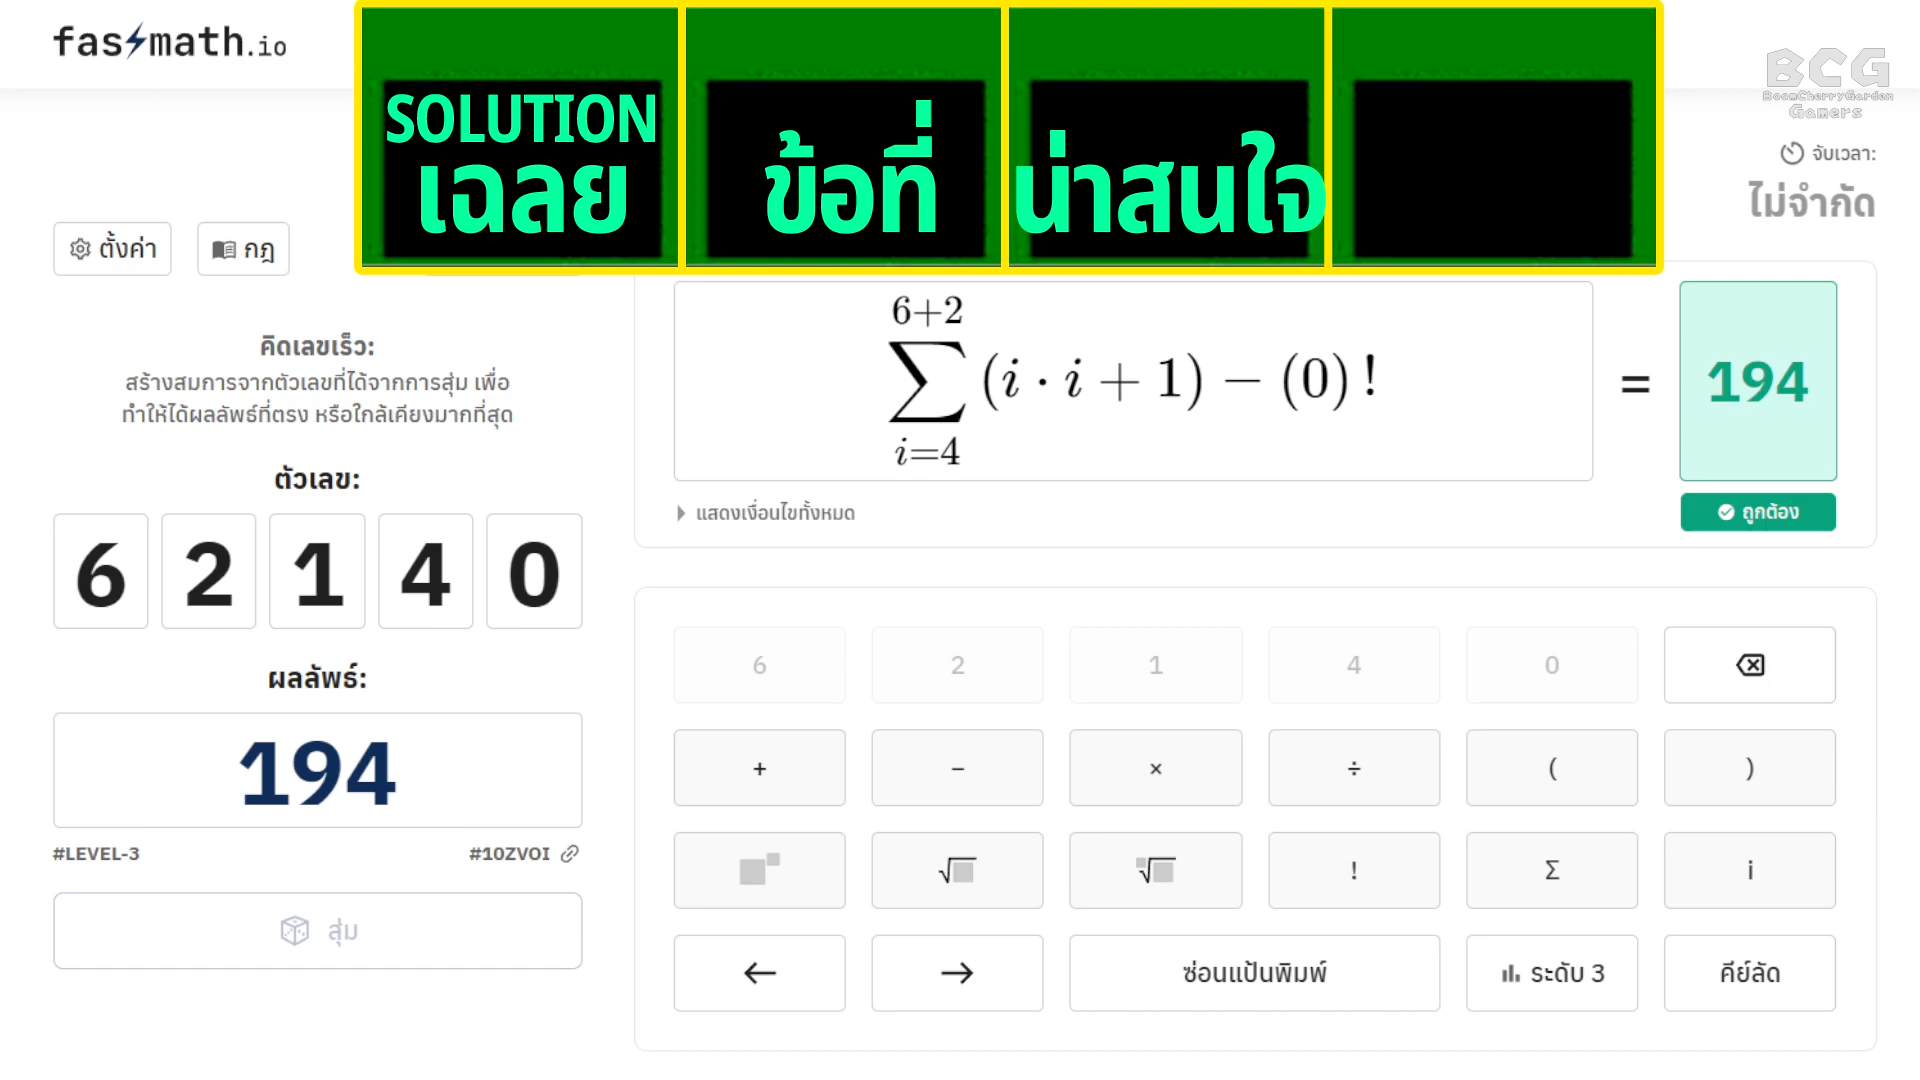 fastmath.io
SOLUTION
เฉลย
ข้อที่
น่าสนใจ
BCG
BoomCherryGarden
Gamers
จับเวลา:
ไม่จำกัด
ตั้งค่า
กฎ
คิดเลขเร็ว:
สร้างสมการจากตัวเลขที่ได้จากการสุ่ม เพื่อ
ทำให้ได้ผลลัพธ์ที่ตรง หรือใกล้เคียงมากที่สุด
ตัวเลข:
6 2 1 4 0
ผลลัพธ์:
194
#LEVEL-3
#10ZVOI
สุ่ม
6+2
∑ (i · i + 1) − (0)! = 194
i=4
แสดงเงื่อนไขทั้งหมด
ถูกต้อง
6 2 1 4 0
+ − × ÷ ( )
√ √ ! Σ i
← → ซ่อนแป้นพิมพ์ ระดับ 3 คีย์ลัด